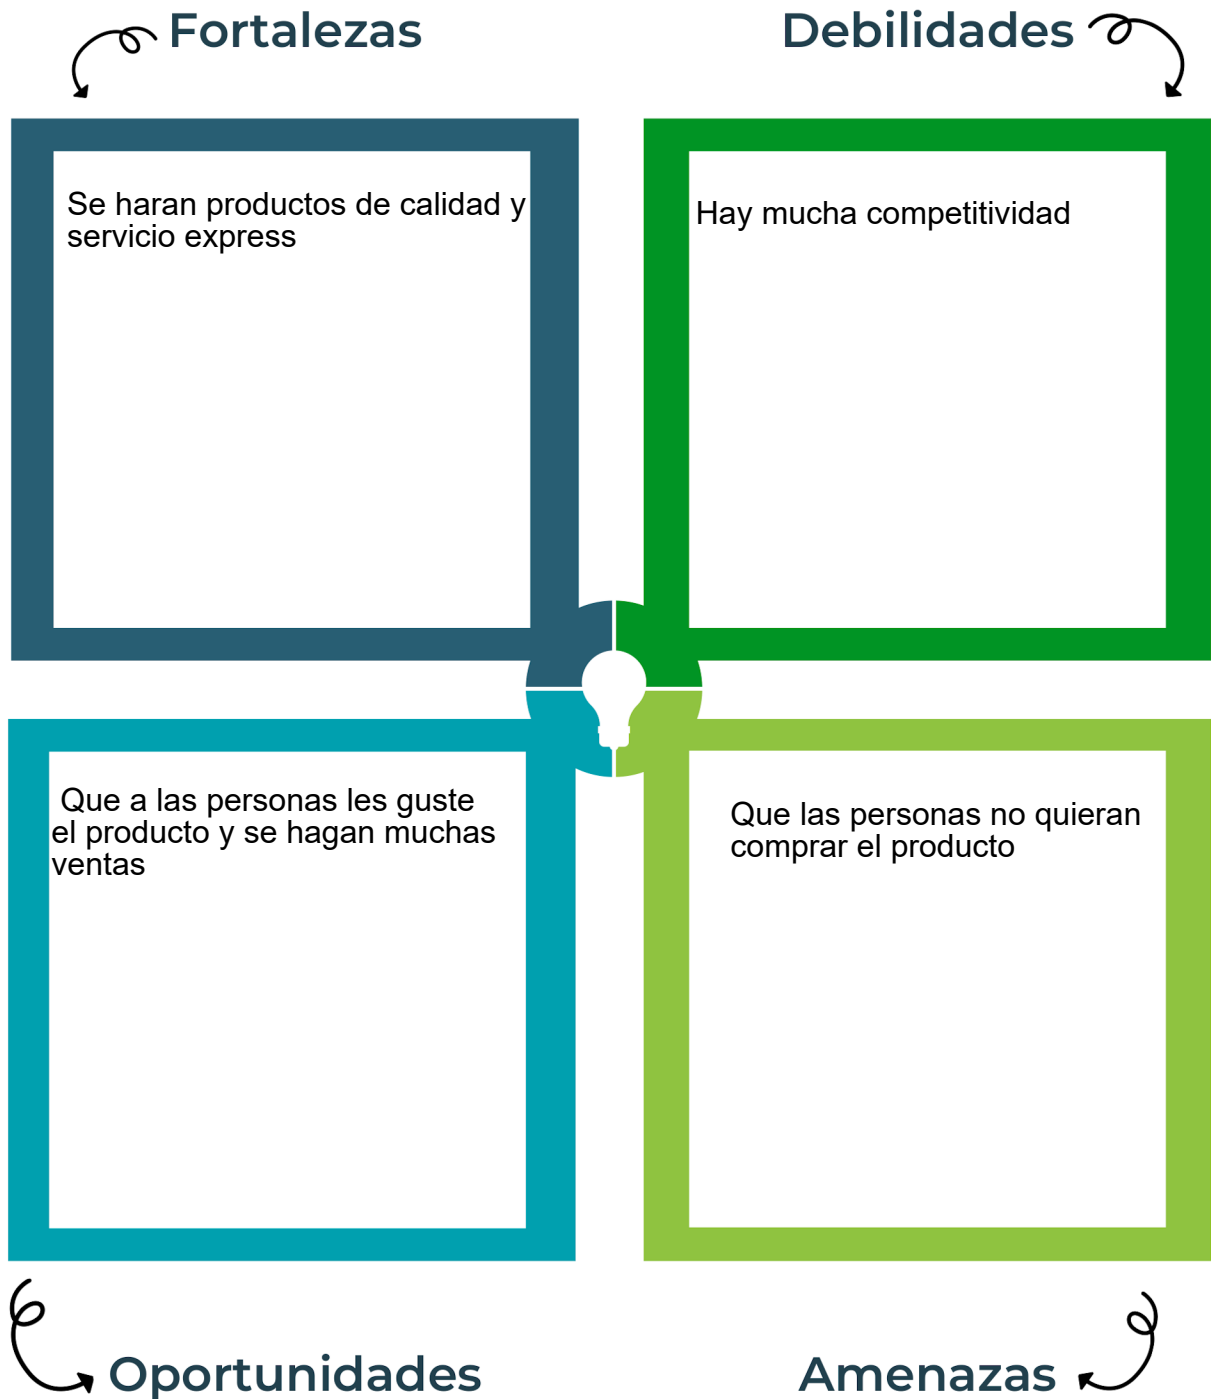 Fortalezas
Debilidades
Se haran productos de calidad y
servicio express
Hay mucha competitividad
Que a las personas les guste
el producto y se hagan muchas
ventas
Que las personas no quieran
comprar el producto
Oportunidades
Amenazas